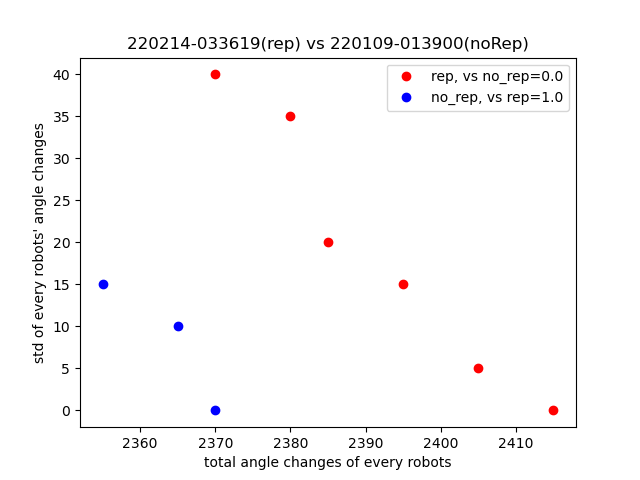 220214-033619(rep) vs 220109-013900(noRep)
rep, vs no_rep=0.0
no_rep, vs rep=1.0
40
35
30
25
20
15
10
5
0
std of every robots' angle changes
2360 2370 2380 2390 2400 2410
total angle changes of every robots